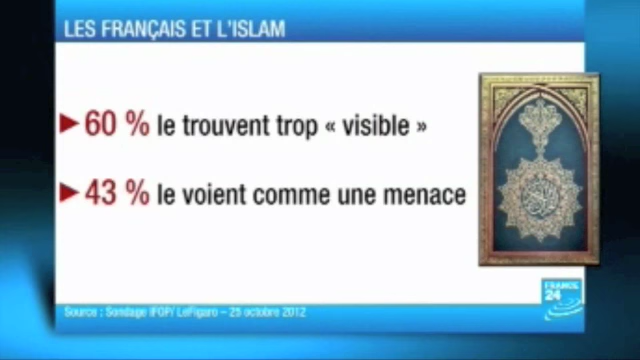 LES FRANÇAIS ET L'ISLAM
▶60 % le trouvent trop « visible »
▶43 % le voient comme une menace
FRANCE
24
Source : Sondage IFOP/ LeFigaro – 25 octobre 2012